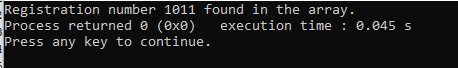 Registration number 1011 found in the array.
Process returned 0 (0x0)   execution time : 0.045 s
Press any key to continue.